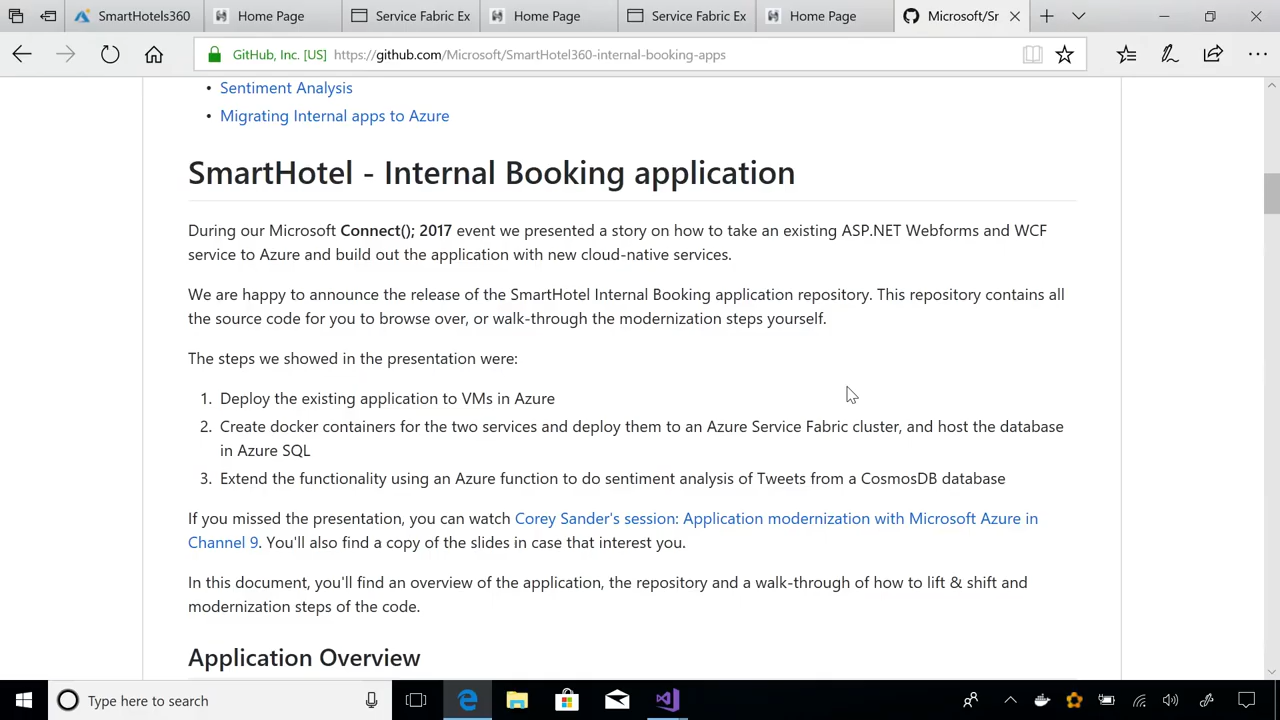 SmartHotels360
Home Page
Service Fabric Ex
Home Page
Service Fabric Ex
Home Page
Microsoft/Sr
GitHub, Inc. [US] https://github.com/Microsoft/SmartHotel360-internal-booking-apps
• Sentiment Analysis
• Migrating Internal apps to Azure
SmartHotel - Internal Booking application
During our Microsoft Connect(); 2017 event we presented a story on how to take an existing ASP.NET Webforms and WCF
service to Azure and build out the application with new cloud-native services.
We are happy to announce the release of the SmartHotel Internal Booking application repository. This repository contains all
the source code for you to browse over, or walk-through the modernization steps yourself.
The steps we showed in the presentation were:
1. Deploy the existing application to VMs in Azure
2. Create docker containers for the two services and deploy them to an Azure Service Fabric cluster, and host the database
in Azure SQL
3. Extend the functionality using an Azure function to do sentiment analysis of Tweets from a CosmosDB database
If you missed the presentation, you can watch Corey Sander's session: Application modernization with Microsoft Azure in
Channel 9. You'll also find a copy of the slides in case that interest you.
In this document, you'll find an overview of the application, the repository and a walk-through of how to lift & shift and
modernization steps of the code.
Application Overview
Type here to search